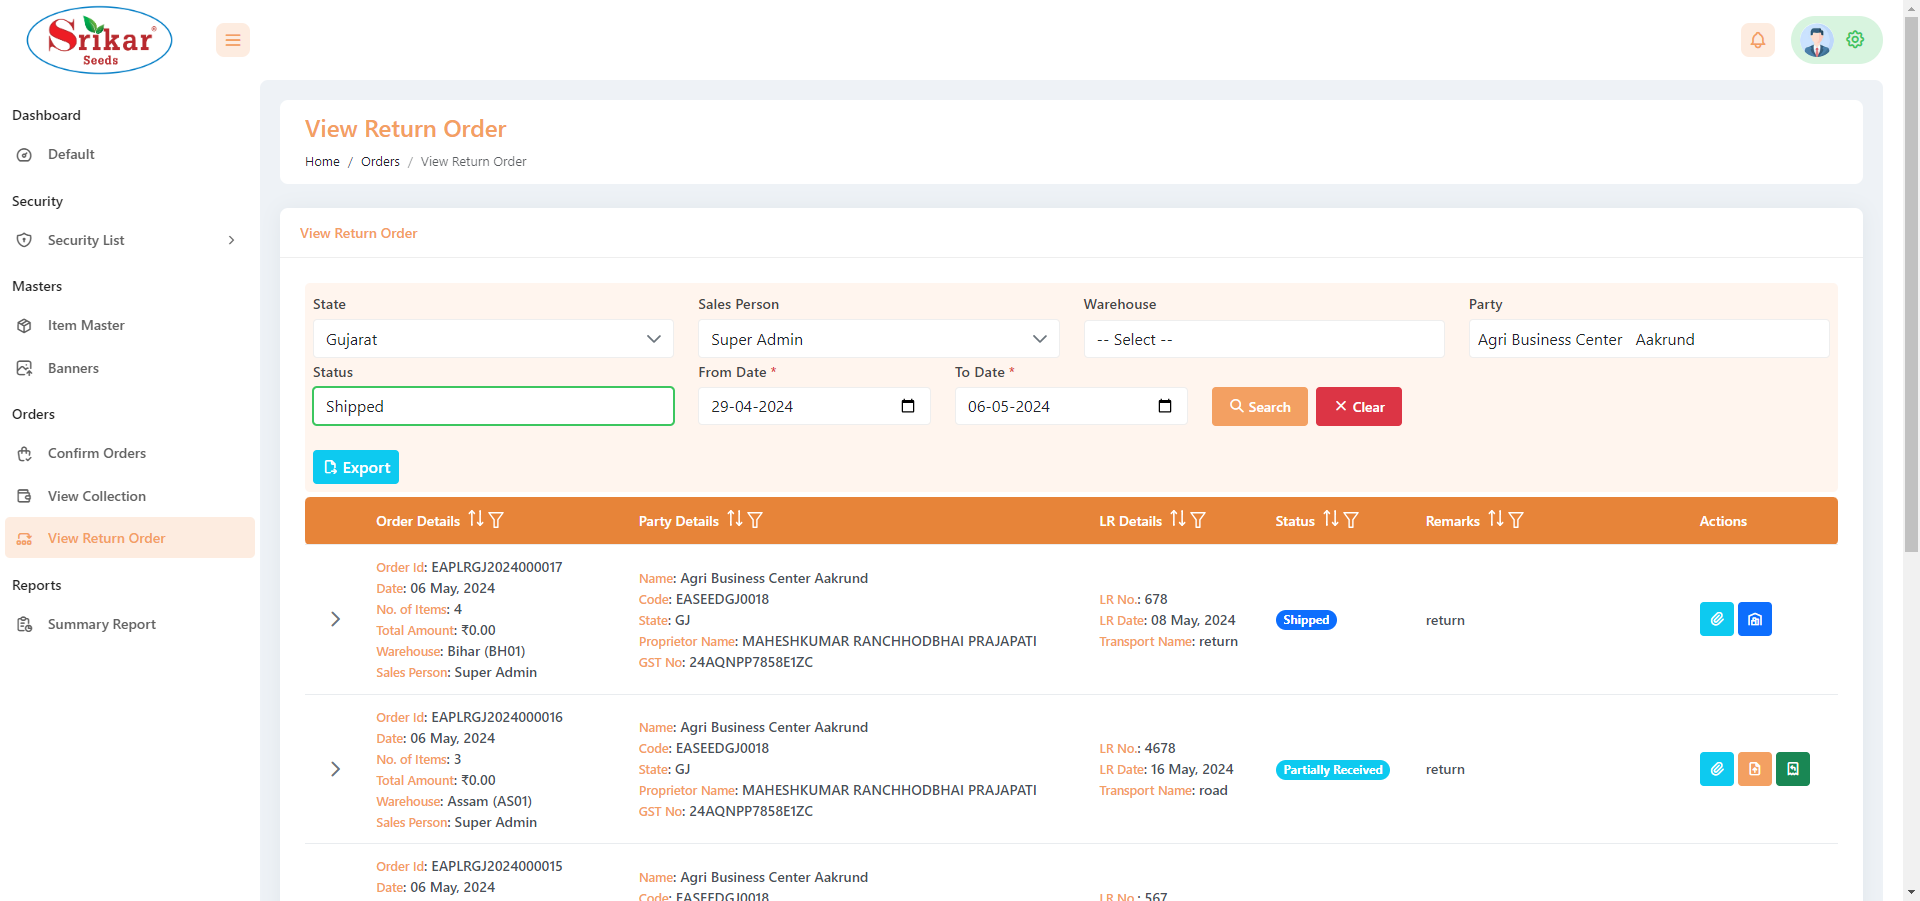 Srikar®
Seeds
Dashboard
Default
Security
Security List
Masters
Item Master
Banners
Orders
Confirm Orders
View Collection
View Return Order
Reports
Summary Report
View Return Order
Home / Orders / View Return Order
View Return Order
State
Gujarat
Sales Person
Super Admin
Warehouse
-- Select --
Party
Agri Business Center Aakrund
Status
Shipped
From Date *
29-04-2024
To Date *
06-05-2024
Search
Clear
Export
Order Details Party Details LR Details Status Remarks Actions
Order Id: EAPLRGJ2024000017
Date: 06 May, 2024
No. of Items: 4
Total Amount: ₹0.00
Warehouse: Bihar (BH01)
Sales Person: Super Admin
Name: Agri Business Center Aakrund
Code: EASEEDGJ0018
State: GJ
Proprietor Name: MAHESHKUMAR RANCHHODBHAI PRAJAPATI
GST No: 24AQNPP7858E1ZC
LR No.: 678
LR Date: 08 May, 2024
Transport Name: return
Shipped
return
Order Id: EAPLRGJ2024000016
Date: 06 May, 2024
No. of Items: 3
Total Amount: ₹0.00
Warehouse: Assam (AS01)
Sales Person: Super Admin
Name: Agri Business Center Aakrund
Code: EASEEDGJ0018
State: GJ
Proprietor Name: MAHESHKUMAR RANCHHODBHAI PRAJAPATI
GST No: 24AQNPP7858E1ZC
LR No.: 4678
LR Date: 16 May, 2024
Transport Name: road
Partially Received
return
Order Id: EAPLRGJ2024000015
Date: 06 May, 2024
Name: Agri Business Center Aakrund
Code: EASEEDGJ0018
LR No.: 567